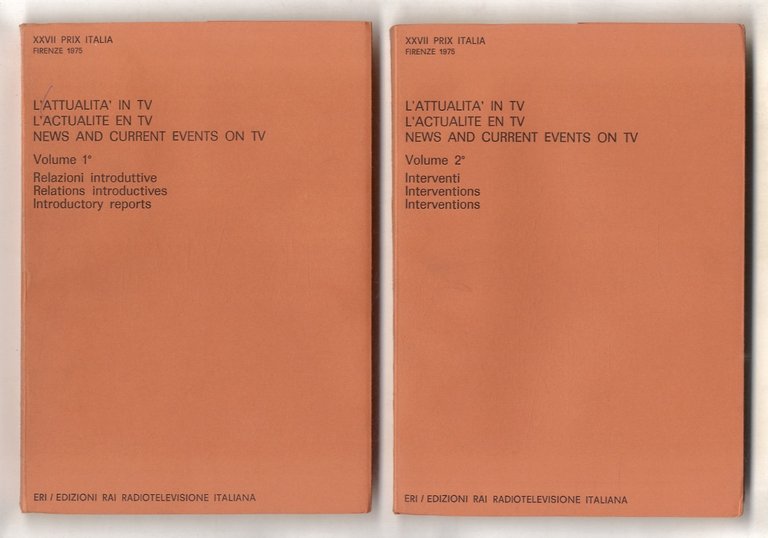 XXVII PRIX ITALIA
FIRENZE 1975
L'ATTUALITA' IN TV
L'ACTUALITE EN TV
NEWS AND CURRENT EVENTS ON TV
Volume 1°
Relazioni introduttive
Relations introductives
Introductory reports
ERI / EDIZIONI RAI RADIOTELEVISIONE ITALIANA
XXVII PRIX ITALIA
FIRENZE 1975
L'ATTUALITA' IN TV
L'ACTUALITE EN TV
NEWS AND CURRENT EVENTS ON TV
Volume 2°
Interventi
Interventions
Interventions
ERI / EDIZIONI RAI RADIOTELEVISIONE ITALIANA